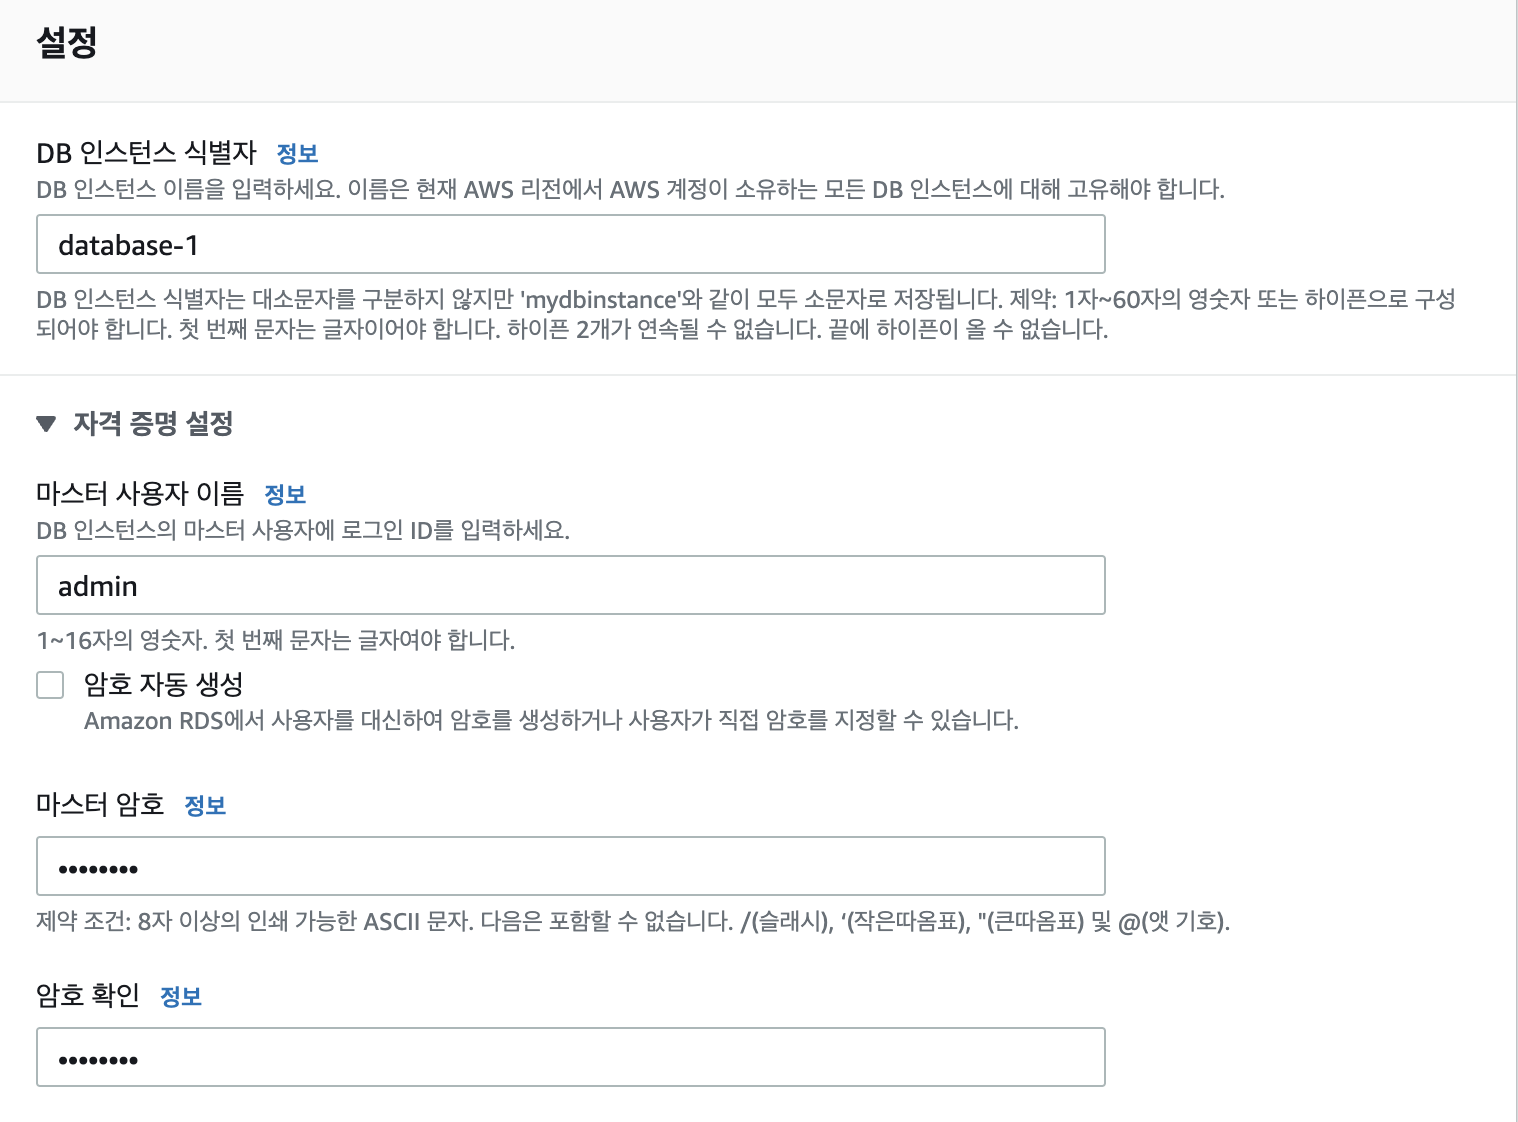 설정
DB 인스턴스 식별자 정보
DB 인스턴스 이름을 입력하세요. 이름은 현재 AWS 리전에서 AWS 계정이 소유하는 모든 DB 인스턴스에 대해 고유해야 합니다.
database-1
DB 인스턴스 식별자는 대소문자를 구분하지 않지만 'mydbinstance'와 같이 모두 소문자로 저장됩니다. 제약: 1자~60자의 영숫자 또는 하이픈으로 구성
되어야 합니다. 첫 번째 문자는 글자이어야 합니다. 하이픈 2개가 연속될 수 없습니다. 끝에 하이픈이 올 수 없습니다.
▼ 자격 증명 설정
마스터 사용자 이름 정보
DB 인스턴스의 마스터 사용자에 로그인 ID를 입력하세요.
admin
1~16자의 영숫자. 첫 번째 문자는 글자여야 합니다.
암호 자동 생성
Amazon RDS에서 사용자를 대신하여 암호를 생성하거나 사용자가 직접 암호를 지정할 수 있습니다.
마스터 암호 정보
••••••••
제약 조건: 8자 이상의 인쇄 가능한 ASCII 문자. 다음은 포함할 수 없습니다. /(슬래시), ‘(작은따옴표), "(큰따옴표) 및 @(앳 기호).
암호 확인 정보
••••••••